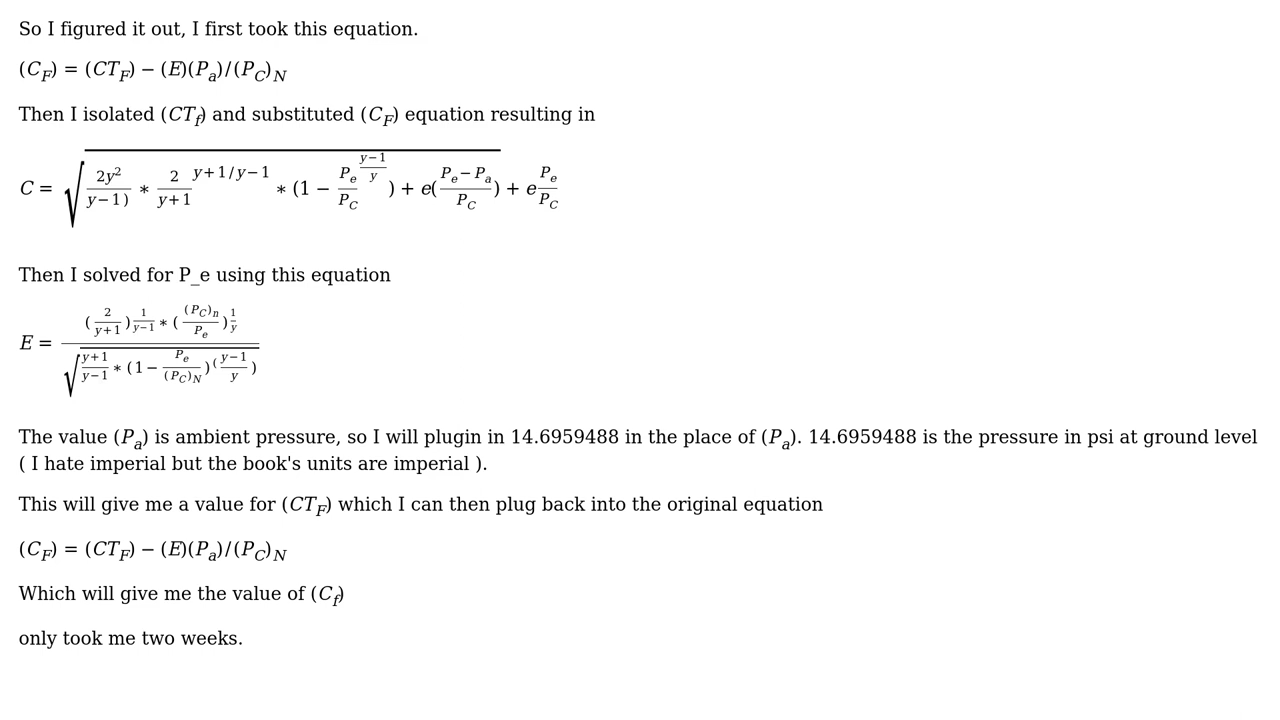 So I figured it out, I first took this equation.
(C_F) = (CT_F) − (E)(P_a)/(P_C)_N
Then I isolated (CT_f) and substituted (C_F) equation resulting in
C = √(2y²/(y−1) ) * 2/(y+1)^(y+1/y−1) * (1 − P_e/P_C^((y−1)/y)) + e((P_e−P_a)/P_C) + e P_e/P_C
Then I solved for P_e using this equation
E = ((2/(y+1))^(1/(y−1)) * ((P_C)_n/P_e)^(1/y)) / √((y+1)/(y−1) * (1 − P_e/(P_C)_N)^((y−1)/y))
The value (P_a) is ambient pressure, so I will plugin in 14.6959488 in the place of (P_a). 14.6959488 is the pressure in psi at ground level
( I hate imperial but the book's units are imperial ).
This will give me a value for (CT_F) which I can then plug back into the original equation
(C_F) = (CT_F) − (E)(P_a)/(P_C)_N
Which will give me the value of (C_f)
only took me two weeks.